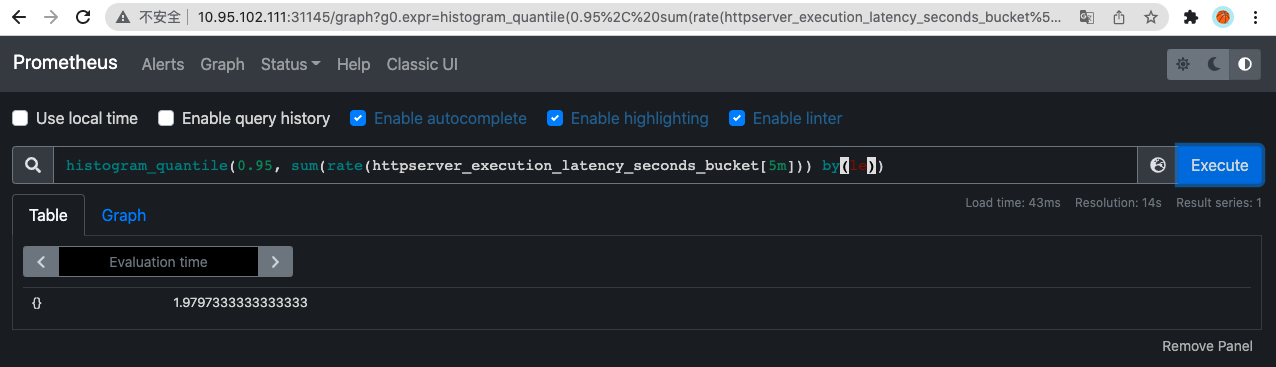 不安全
10.95.102.111:31145/graph?g0.expr=histogram_quantile(0.95%2C%20sum(rate(httpserver_execution_latency_seconds_bucket%5...
Prometheus Alerts Graph Status Help Classic UI
Use local time Enable query history Enable autocomplete Enable highlighting Enable linter
histogram_quantile(0.95, sum(rate(httpserver_execution_latency_seconds_bucket[5m])) by(le))
Execute
Load time: 43ms Resolution: 14s Result series: 1
Table Graph
Evaluation time
{} 1.9797333333333333
Remove Panel